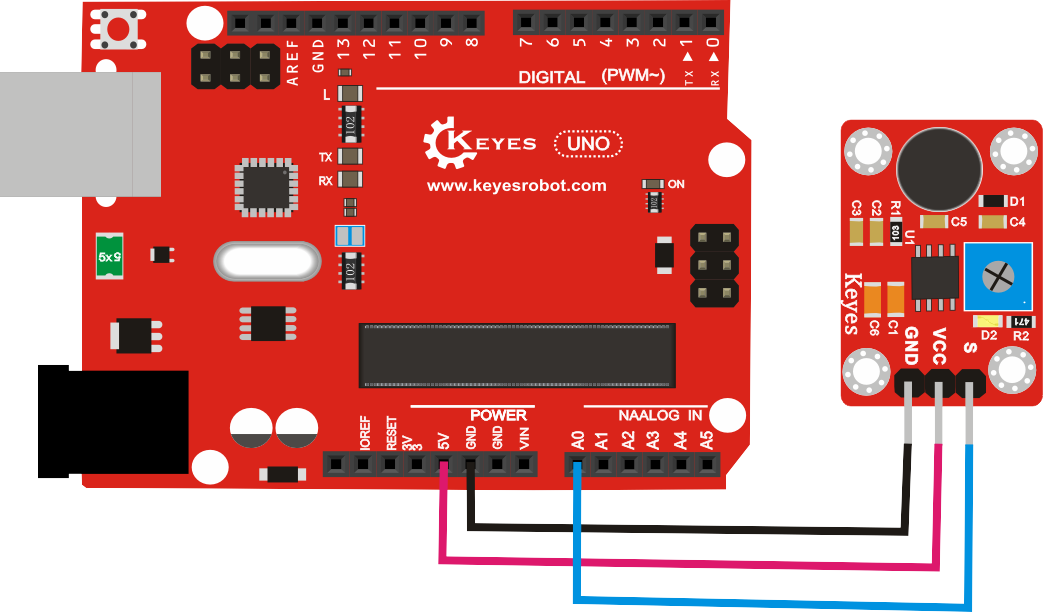 AREF
GND
13
12
11
10
9
8
7
6
5
4
3
2
TX ▶ 1
RX ▶ 0
DIGITAL (PWM~)
L
102
TX
RX
102
KEYES UNO
www.keyesrobot.com
ON
102
5x5
POWER
NAALOG IN
IOREF
RESET
3V
3
5V
GND
GND
VIN
A0
A1
A2
A3
A4
A5
D1
C3
C2
R1
103
U1
C5
C4
Keyes
C6
C1
D2
471
R2
GND
VCC
S